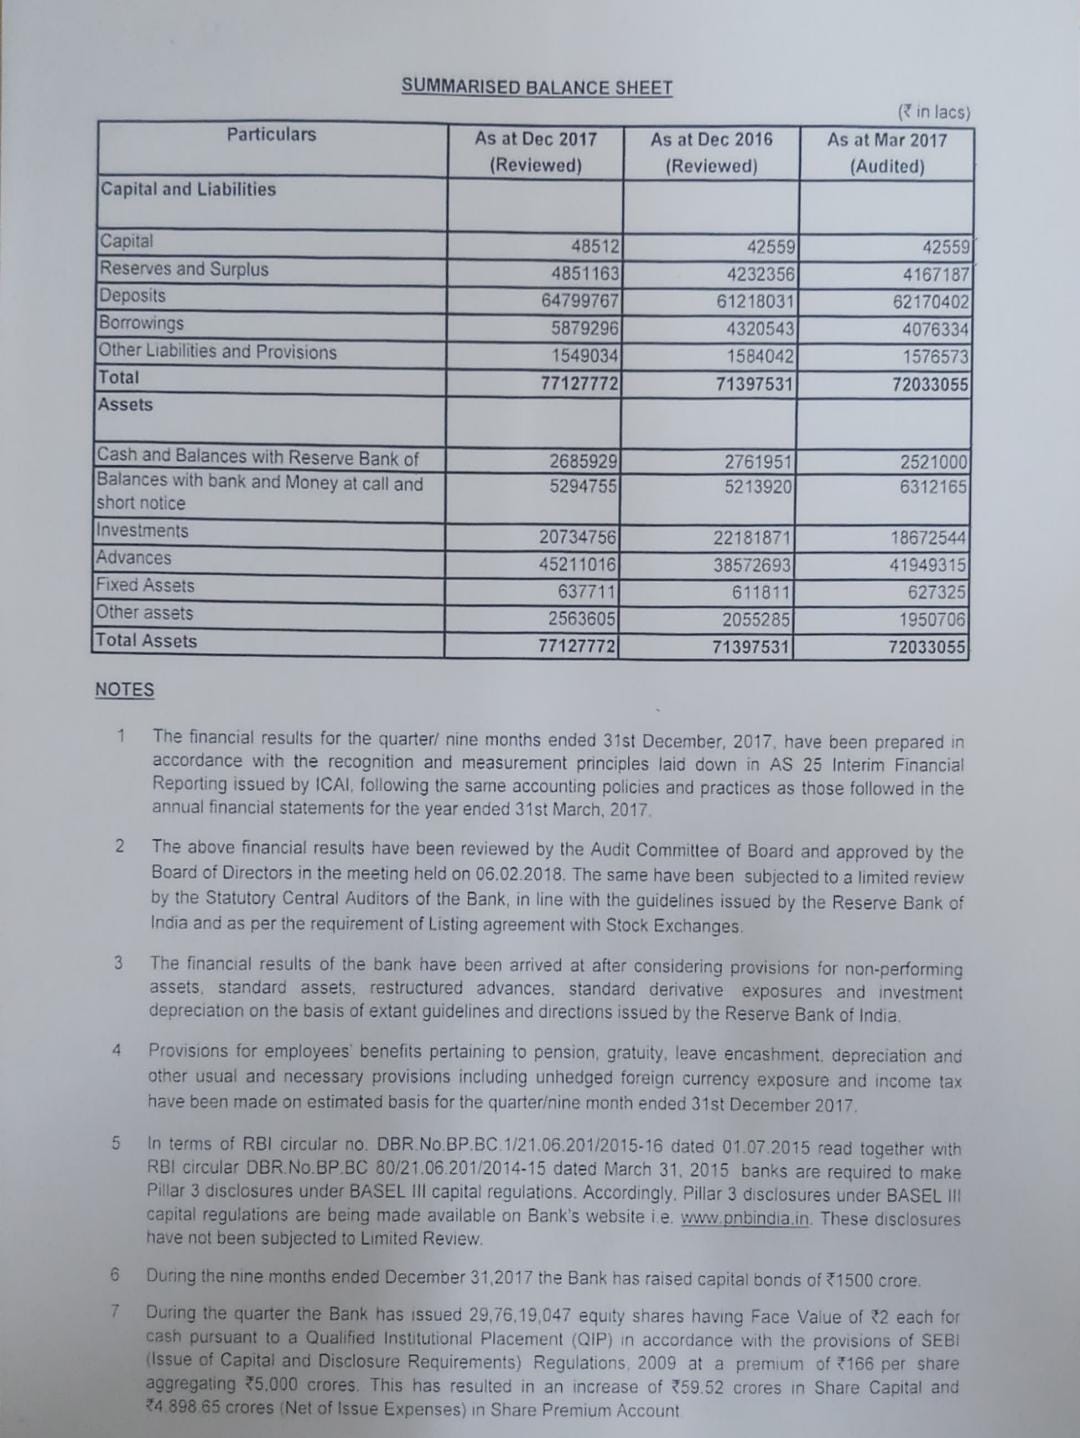 SUMMARISED BALANCE SHEET
(₹ in lacs)
Particulars As at Dec 2017 As at Dec 2016 As at Mar 2017
(Reviewed) (Reviewed) (Audited)
Capital and Liabilities
Capital 48512 42559 42559
Reserves and Surplus 4851163 4232356 4167187
Deposits 64799767 61218031 62170402
Borrowings 5879296 4320543 4076334
Other Liabilities and Provisions 1549034 1584042 1576573
Total 77127772 71397531 72033055
Assets
Cash and Balances with Reserve Bank of 2685929 2761951 2521000
Balances with bank and Money at call and 5294755 5213920 6312165
short notice
Investments 20734756 22181871 18672544
Advances 45211016 38572693 41949315
Fixed Assets 637711 611811 627325
Other assets 2563605 2055285 1950706
Total Assets 77127772 71397531 72033055
NOTES
1 The financial results for the quarter/ nine months ended 31st December, 2017, have been prepared in
accordance with the recognition and measurement principles laid down in AS 25 Interim Financial
Reporting issued by ICAI, following the same accounting policies and practices as those followed in the
annual financial statements for the year ended 31st March, 2017.
2 The above financial results have been reviewed by the Audit Committee of Board and approved by the
Board of Directors in the meeting held on 06.02.2018. The same have been subjected to a limited review
by the Statutory Central Auditors of the Bank, in line with the guidelines issued by the Reserve Bank of
India and as per the requirement of Listing agreement with Stock Exchanges.
3 The financial results of the bank have been arrived at after considering provisions for non-performing
assets, standard assets, restructured advances, standard derivative exposures and investment
depreciation on the basis of extant guidelines and directions issued by the Reserve Bank of India.
4 Provisions for employees' benefits pertaining to pension, gratuity, leave encashment, depreciation and
other usual and necessary provisions including unhedged foreign currency exposure and income tax
have been made on estimated basis for the quarter/nine month ended 31st December 2017.
5 In terms of RBI circular no. DBR.No.BP.BC.1/21.06.201/2015-16 dated 01.07.2015 read together with
RBI circular DBR.No.BP.BC 80/21.06.201/2014-15 dated March 31, 2015 banks are required to make
Pillar 3 disclosures under BASEL III capital regulations. Accordingly, Pillar 3 disclosures under BASEL III
capital regulations are being made available on Bank's website i.e. www.pnbindia.in. These disclosures
have not been subjected to Limited Review.
6 During the nine months ended December 31,2017 the Bank has raised capital bonds of ₹1500 crore.
7 During the quarter the Bank has issued 29,76,19,047 equity shares having Face Value of ₹2 each for
cash pursuant to a Qualified Institutional Placement (QIP) in accordance with the provisions of SEBI
(Issue of Capital and Disclosure Requirements) Regulations, 2009 at a premium of ₹166 per share
aggregating ₹5,000 crores. This has resulted in an increase of ₹59.52 crores in Share Capital and
₹4,898.65 crores (Net of Issue Expenses) in Share Premium Account